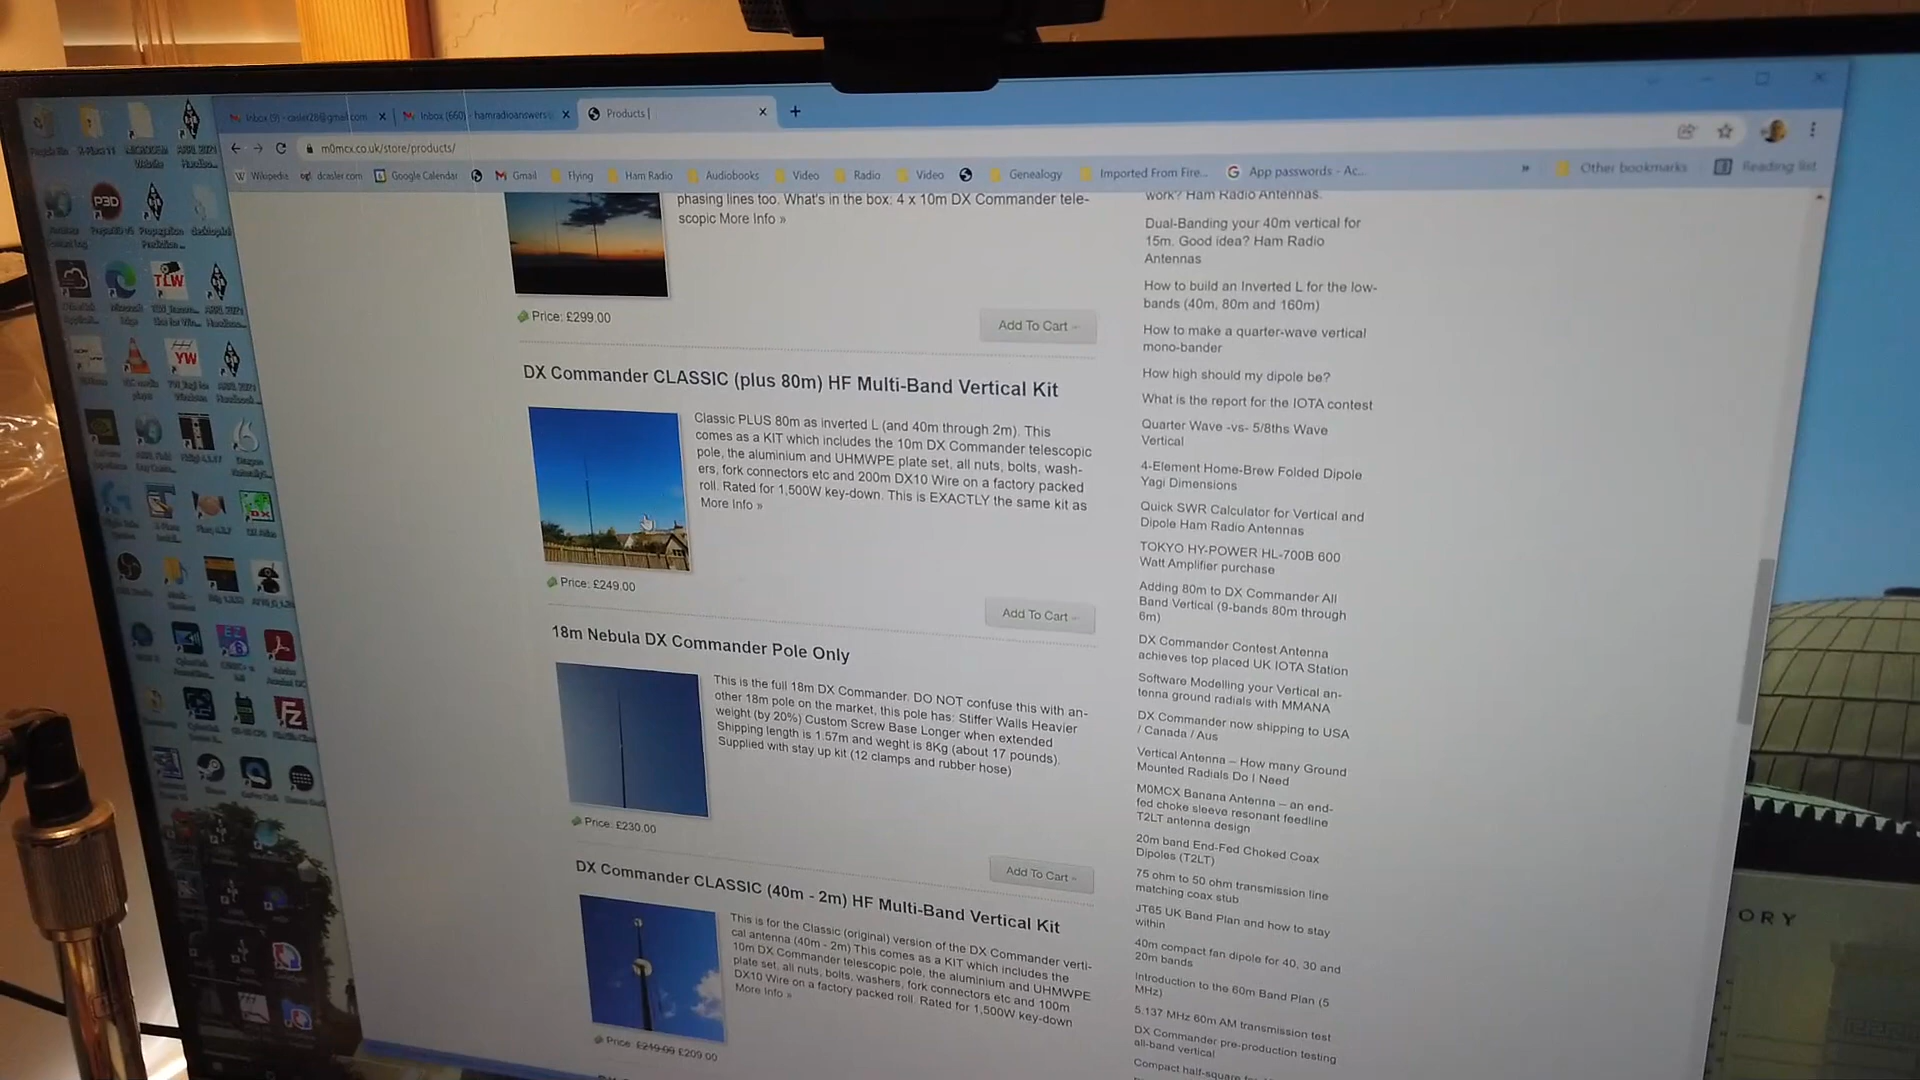 Inbox (9) - casler28@gmail.com
Inbox (660) - hamradioanswers@
Products |
m0mcx.co.uk/store/products/
Wikipedia
dcasler.com
Google Calendar
Gmail
Flying
Ham Radio
Audiobooks
Video
Radio
Video
Genealogy
Imported From Fire...
App passwords - Ac...
»
Other bookmarks
Reading list
phasing lines too. What's in the box: 4 x 10m DX Commander tele-
scopic More Info »
Price: £299.00
Add To Cart
DX Commander CLASSIC (plus 80m) HF Multi-Band Vertical Kit
Classic PLUS 80m as inverted L (and 40m through 2m). This
comes as a KIT which includes the 10m DX Commander telescopic
pole, the aluminium and UHMWPE plate set, all nuts, bolts, wash-
ers, fork connectors etc and 200m DX10 Wire on a factory packed
roll. Rated for 1,500W key-down. This is EXACTLY the same kit as
More Info »
Price: £249.00
Add To Cart
18m Nebula DX Commander Pole Only
This is the full 18m DX Commander. DO NOT confuse this with an-
other 18m pole on the market, this pole has: Stiffer Walls Heavier
weight (by 20%) Custom Screw Base Longer when extended
Shipping length is 1.57m and weght is 8Kg (about 17 pounds).
Supplied with stay up kit (12 clamps and rubber hose)
Price: £230.00
Add To Cart
DX Commander CLASSIC (40m - 2m) HF Multi-Band Vertical Kit
This is for the Classic (original) version of the DX Commander verti-
cal antenna (40m - 2m) This comes as a KIT which includes the
10m DX Commander telescopic pole, the aluminium and UHMWPE
plate set, all nuts, bolts, washers, fork connectors etc and 100m
DX10 Wire on a factory packed roll. Rated for 1,500W key-down
More Info »
Price: £249.00 £209.00
work? Ham Radio Antennas.
Dual-Banding your 40m vertical for
15m. Good idea? Ham Radio
Antennas
How to build an Inverted L for the low-
bands (40m, 80m and 160m)
How to make a quarter-wave vertical
mono-bander
How high should my dipole be?
What is the report for the IOTA contest
Quarter Wave -vs- 5/8ths Wave
Vertical
4-Element Home-Brew Folded Dipole
Yagi Dimensions
Quick SWR Calculator for Vertical and
Dipole Ham Radio Antennas
TOKYO HY-POWER HL-700B 600
Watt Amplifier purchase
Adding 80m to DX Commander All
Band Vertical (9-bands 80m through
6m)
DX Commander Contest Antenna
achieves top placed UK IOTA Station
Software Modelling your Vertical an-
tenna ground radials with MMANA
DX Commander now shipping to USA
/ Canada / Aus
Vertical Antenna – How many Ground
Mounted Radials Do I Need
M0MCX Banana Antenna – an end-
fed choke sleeve resonant feedline
T2LT antenna design
20m band End-Fed Choked Coax
Dipoles (T2LT)
75 ohm to 50 ohm transmission line
matching coax stub
JT65 UK Band Plan and how to stay
within
40m compact fan dipole for 40, 30 and
20m bands
Introduction to the 60m Band Plan (5
MHz)
5.137 MHz 60m AM transmission test
DX Commander pre-production testing
all-band vertical
Compact half-square
P3D
TLW
YW
EZ
ORY